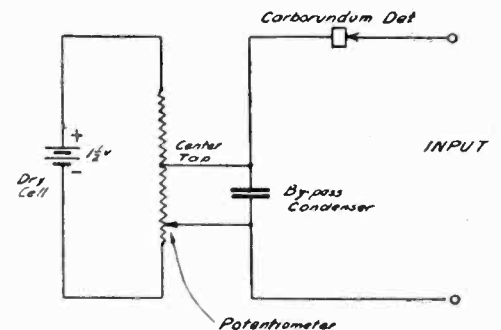 Carborundum Det
+
1½v
-
Dry
Cell
Center
Tap
INPUT
By-pass
Condenser
Potentiometer